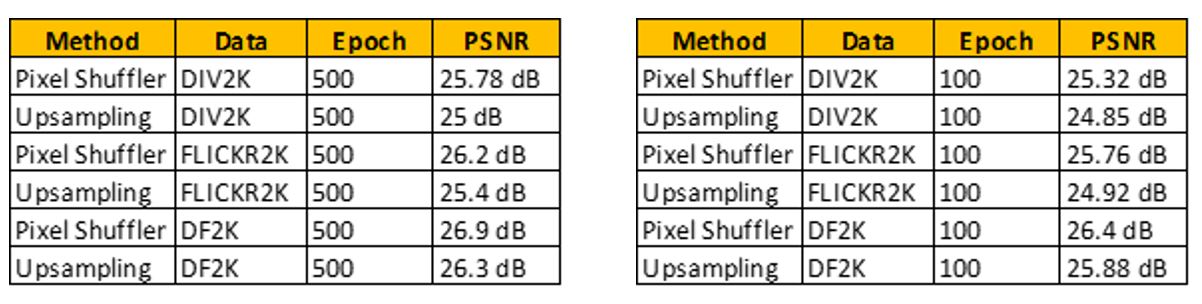 Method Data Epoch PSNR
Pixel Shuffler DIV2K 500 25.78 dB
Upsampling DIV2K 500 25 dB
Pixel Shuffler FLICKR2K 500 26.2 dB
Upsampling FLICKR2K 500 25.4 dB
Pixel Shuffler DF2K 500 26.9 dB
Upsampling DF2K 500 26.3 dB
Method Data Epoch PSNR
Pixel Shuffler DIV2K 100 25.32 dB
Upsampling DIV2K 100 24.85 dB
Pixel Shuffler FLICKR2K 100 25.76 dB
Upsampling FLICKR2K 100 24.92 dB
Pixel Shuffler DF2K 100 26.4 dB
Upsampling DF2K 100 25.88 dB